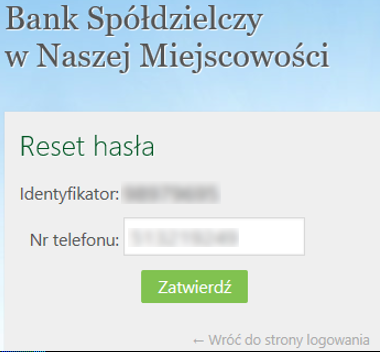 Bank Spółdzielczy
w Naszej Miejscowości
Reset hasła
Identyfikator:
Nr telefonu:
Zatwierdź
← Wróć do strony logowania